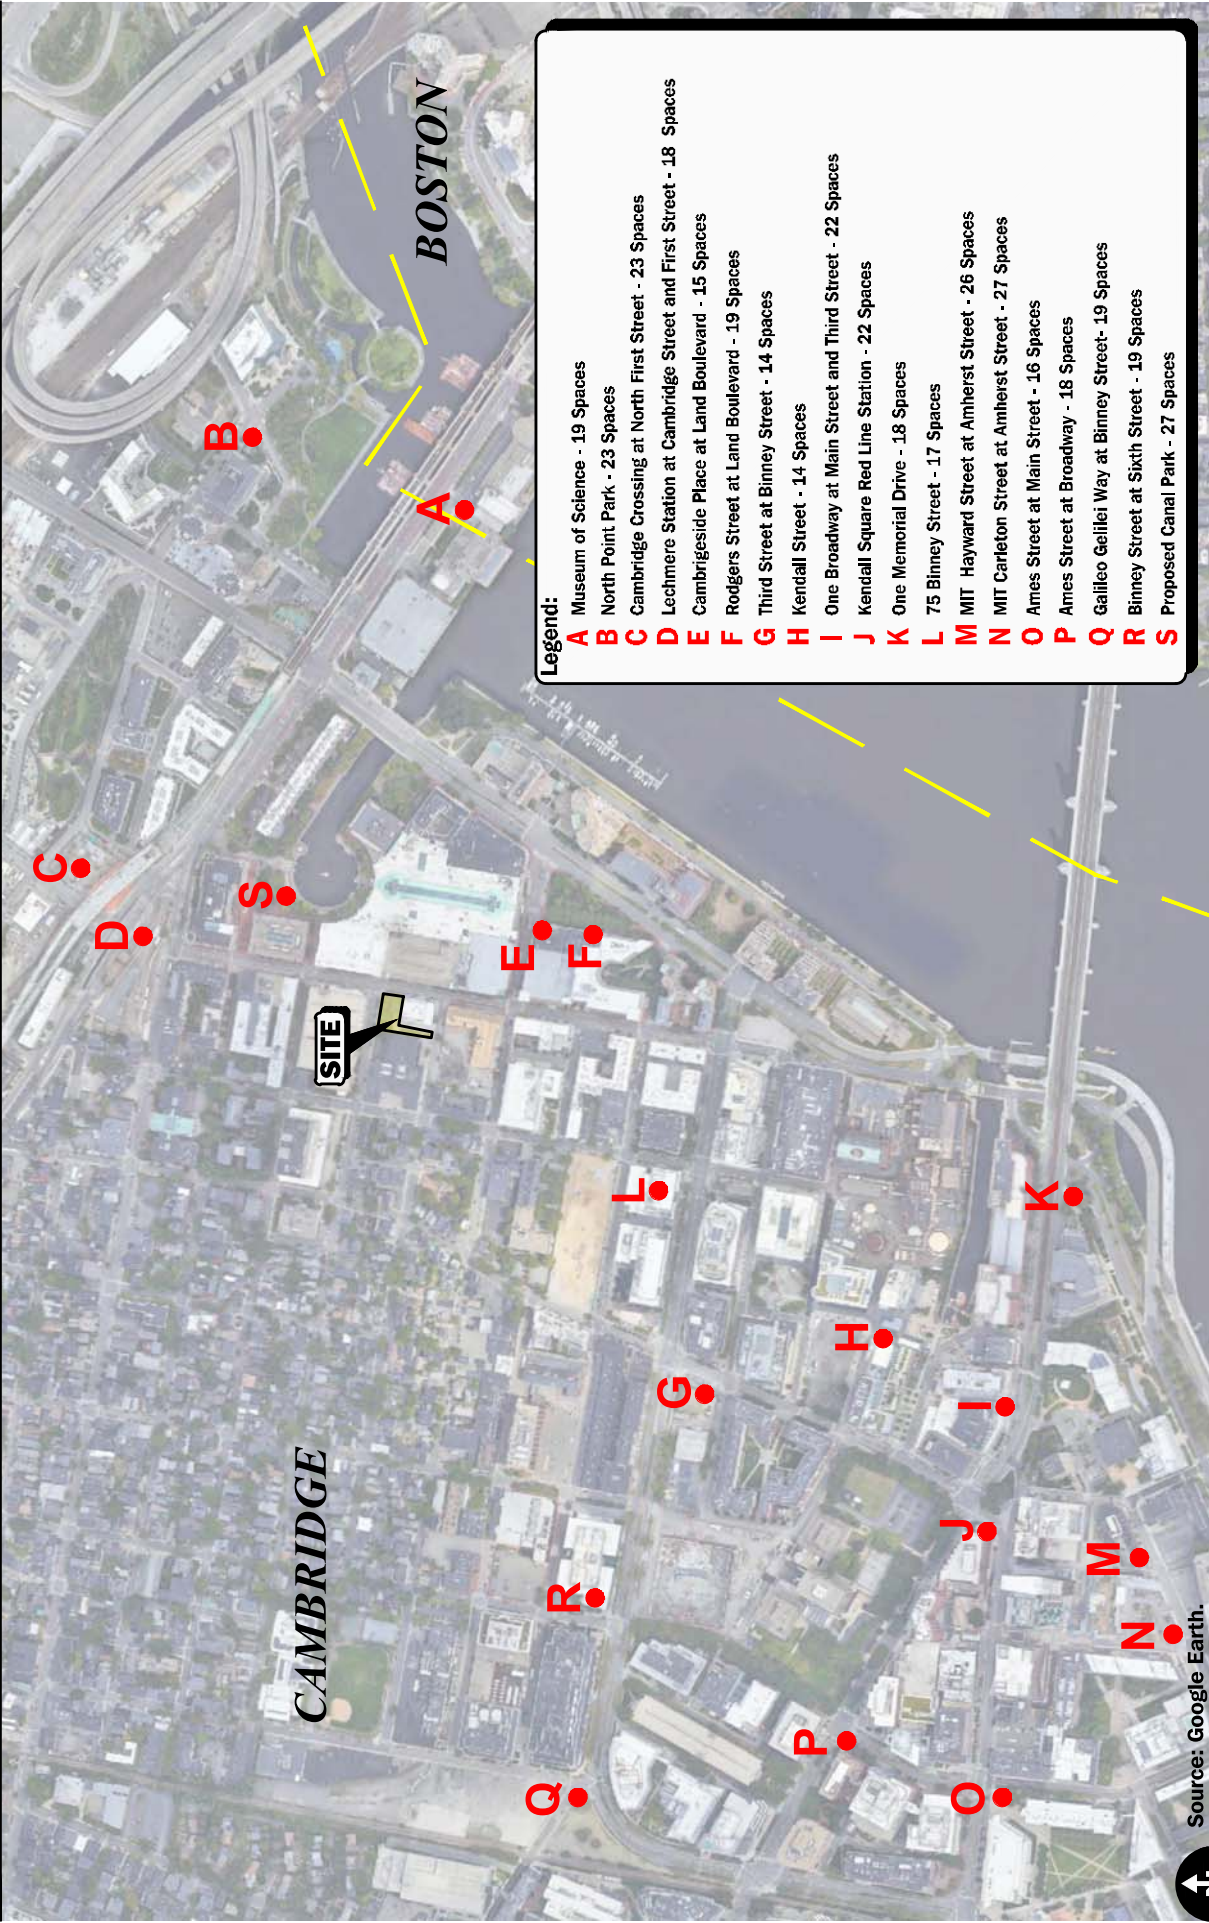 CAMBRIDGE
BOSTON
SITE
A
B
C
D
E
F
G
H
I
J
K
L
M
N
O
P
Q
R
S
Legend:
A Museum of Science - 19 Spaces
B North Point Park - 23 Spaces
C Cambridge Crossing at North First Street - 23 Spaces
D Lechmere Station at Cambridge Street and First Street - 18 Spaces
E Cambrigeside Place at Land Boulevard - 15 Spaces
F Rodgers Street at Land Boulevard - 19 Spaces
G Third Street at Binney Street - 14 Spaces
H Kendall Street - 14 Spaces
I One Broadway at Main Street and Third Street - 22 Spaces
J Kendall Square Red Line Station - 22 Spaces
K One Memorial Drive - 18 Spaces
L 75 Binney Street - 17 Spaces
M MIT Hayward Street at Amherst Street - 26 Spaces
N MIT Carleton Street at Amherst Street - 27 Spaces
O Ames Street at Main Street - 16 Spaces
P Ames Street at Broadway - 18 Spaces
Q Galileo Gelilei Way at Binney Street- 19 Spaces
R Binney Street at Sixth Street - 19 Spaces
S Proposed Canal Park - 27 Spaces
Source: Google Earth.